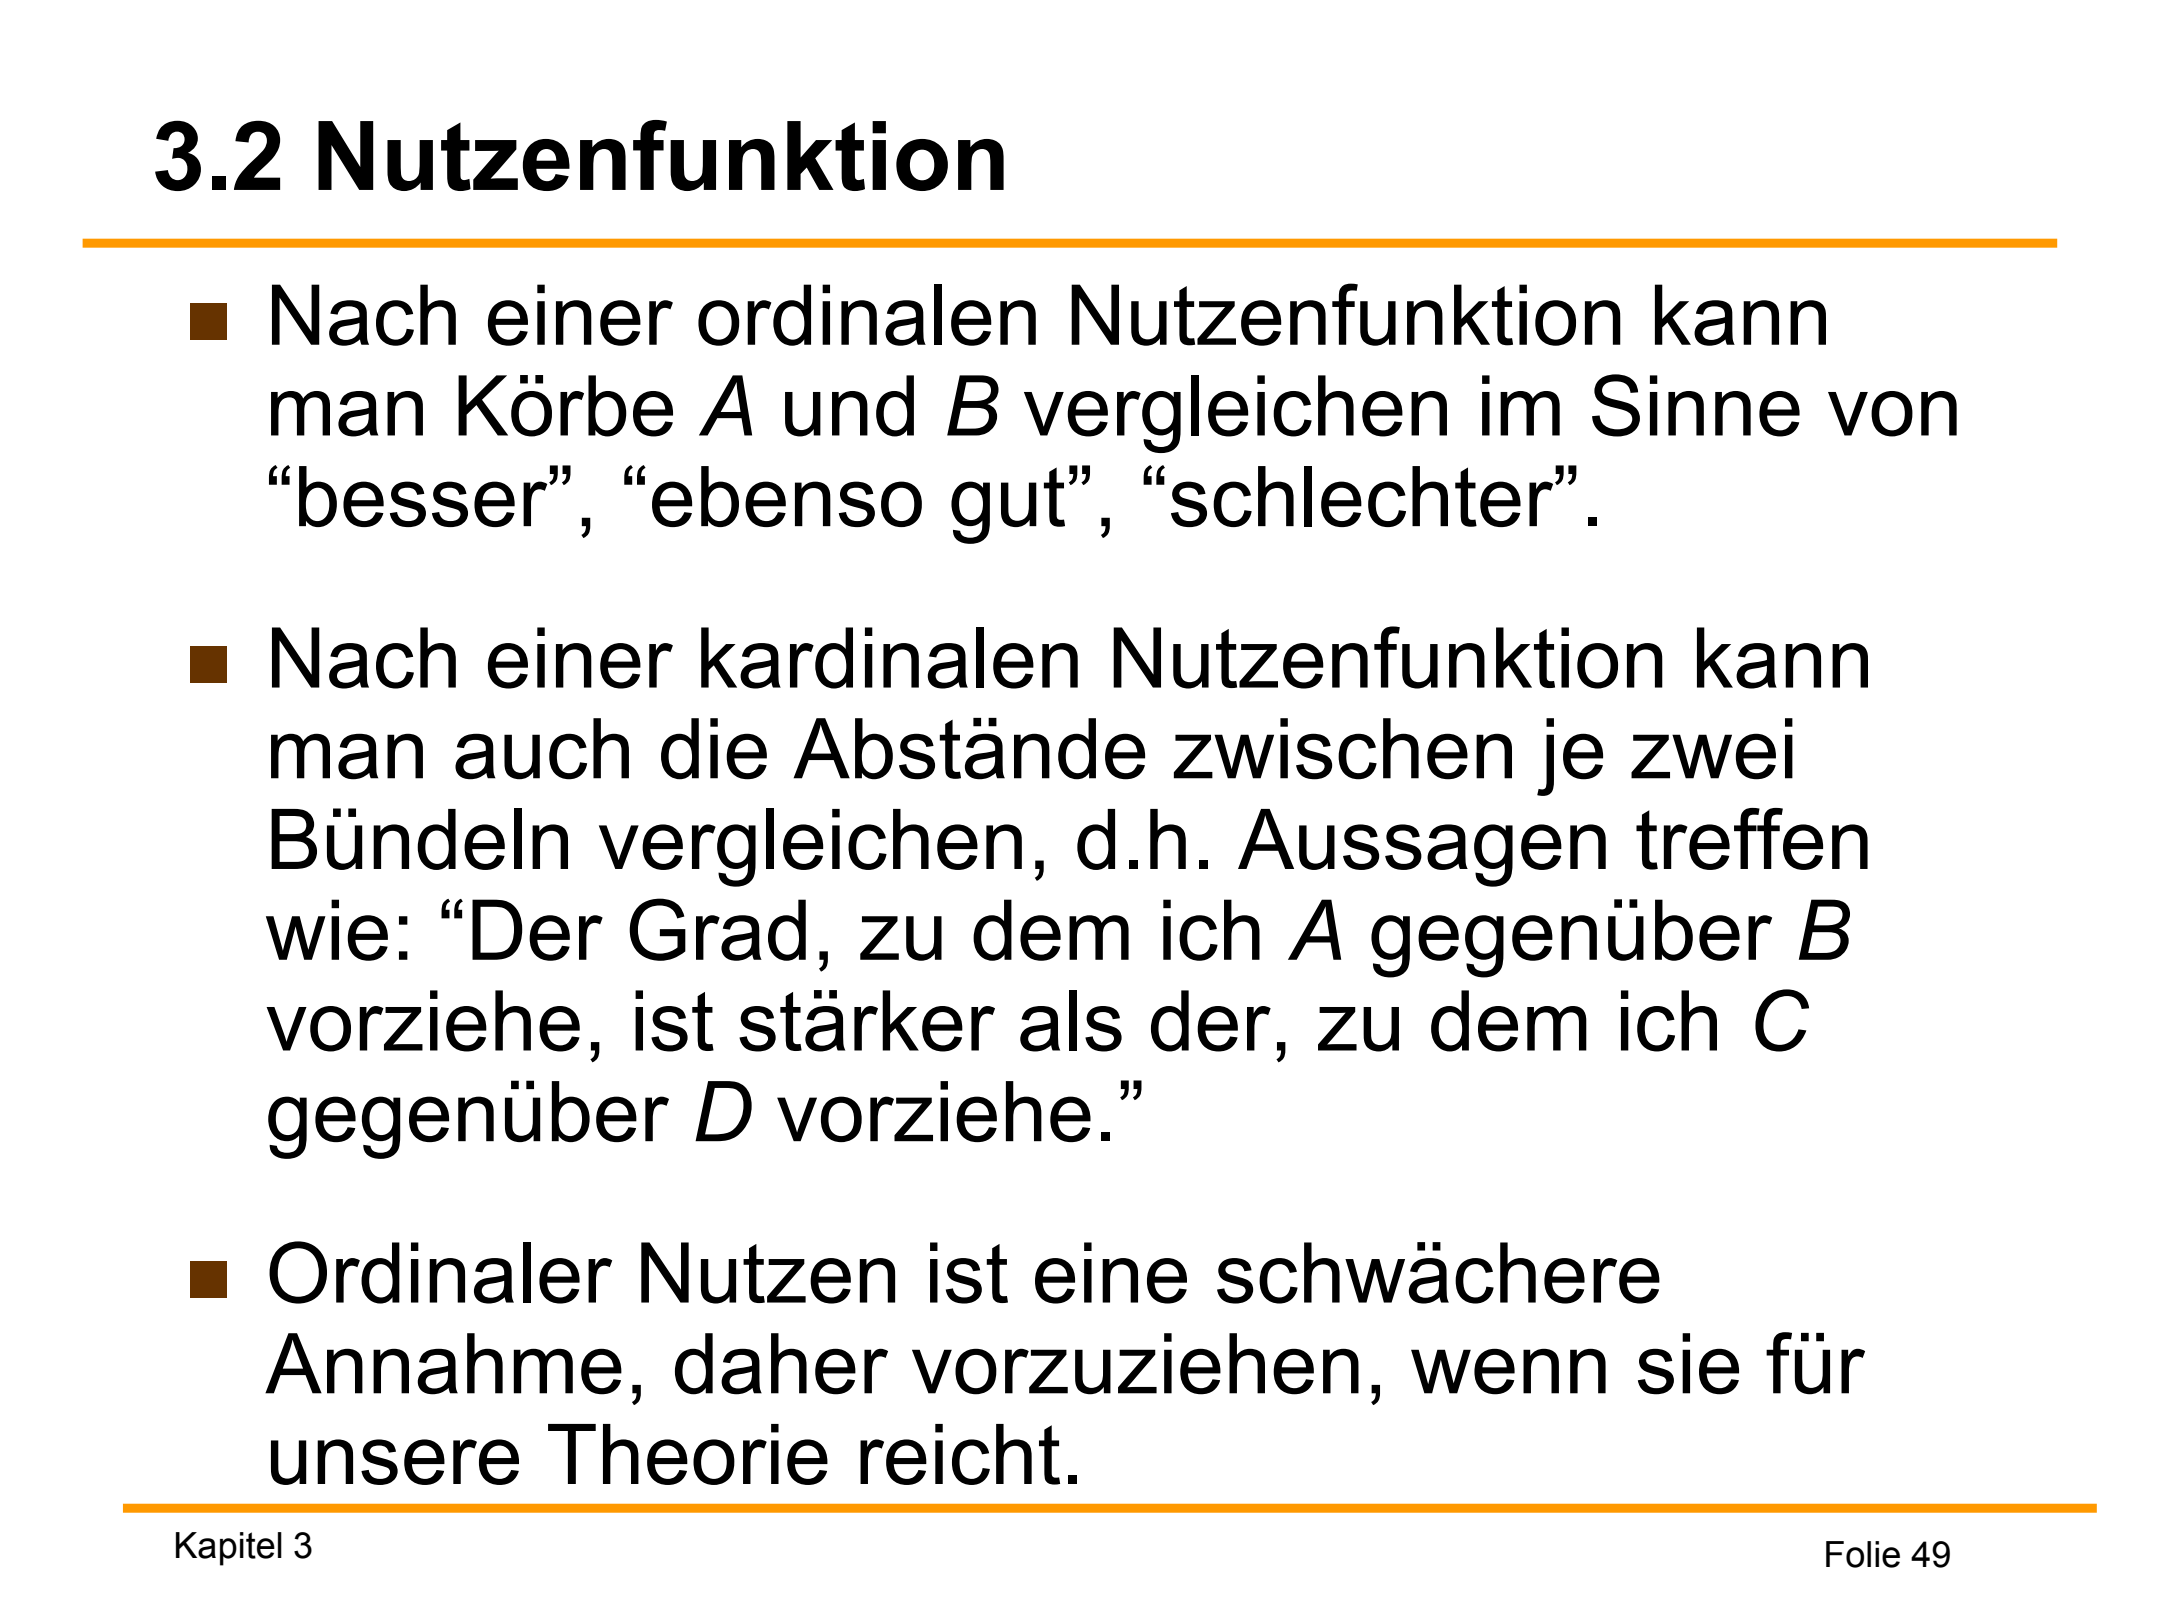 3.2 Nutzenfunktion
Nach einer ordinalen Nutzenfunktion kann
man Körbe A und B vergleichen im Sinne von
“besser”, “ebenso gut”, “schlechter”.
Nach einer kardinalen Nutzenfunktion kann
man auch die Abstände zwischen je zwei
Bündeln vergleichen, d.h. Aussagen treffen
wie: “Der Grad, zu dem ich A gegenüber B
vorziehe, ist stärker als der, zu dem ich C
gegenüber D vorziehe.”
Ordinaler Nutzen ist eine schwächere
Annahme, daher vorzuziehen, wenn sie für
unsere Theorie reicht.
Kapitel 3
Folie 49